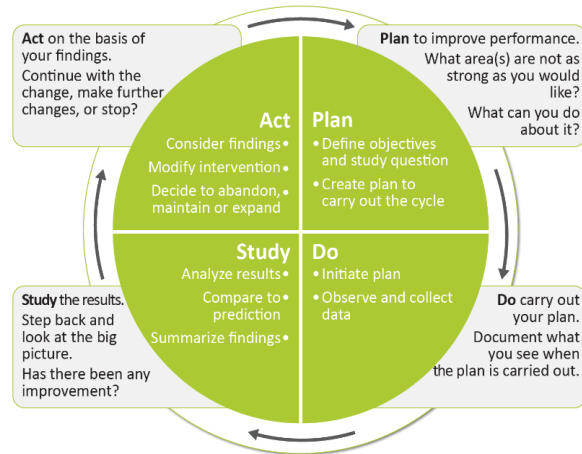 Act on the basis of
your findings.
Continue with the
change, make further
changes, or stop?
Plan to improve performance.
What area(s) are not as
strong as you would
like?
What can you do
about it?
Act
Consider findings•
Modify intervention•
Decide to abandon,•
maintain or expand
Plan
•Define objectives
and study question
•Create plan to
carry out the cycle
Study
Analyze results•
Compare to•
prediction
Summarize findings•
Do
•Initiate plan
•Observe and collect
data
Study the results.
Step back and
look at the big
picture.
Has there been any
improvement?
Do carry out
your plan.
Document what
you see when
the plan is carried out.